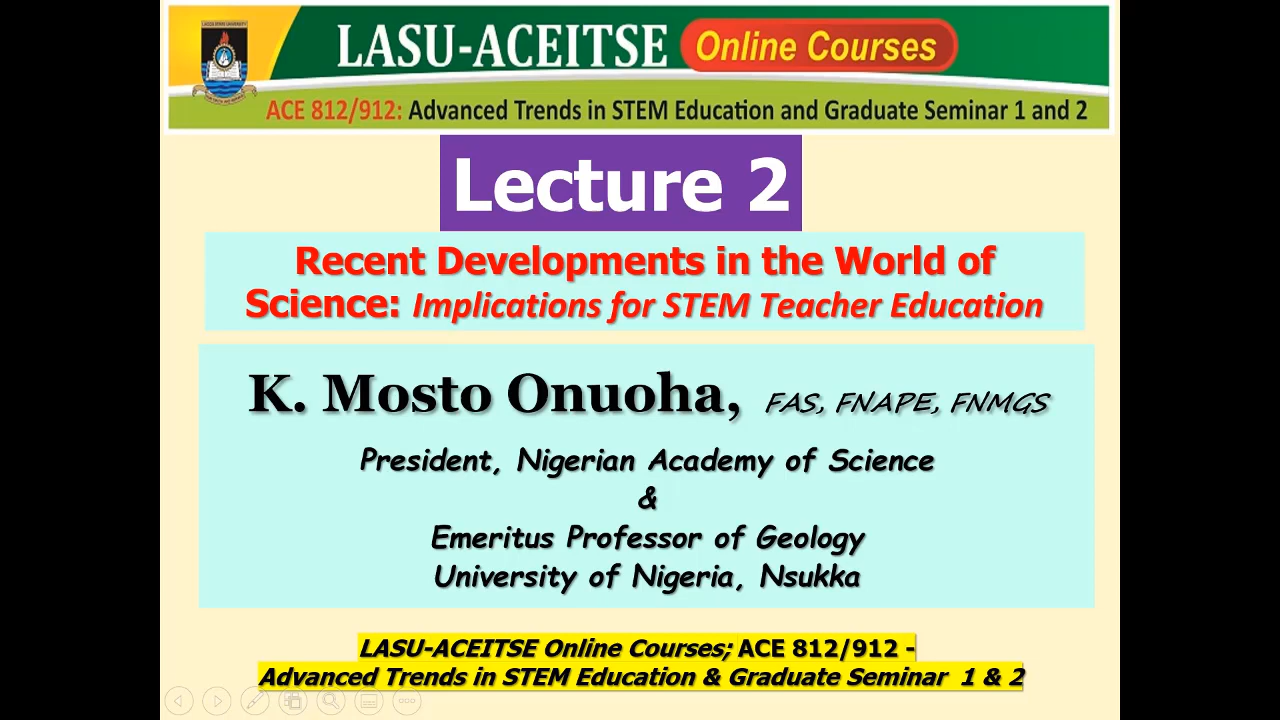 LASU-ACEITSE Online Courses
ACE 812/912: Advanced Trends in STEM Education and Graduate Seminar 1 and 2
Lecture 2
Recent Developments in the World of
Science: Implications for STEM Teacher Education
K. Mosto Onuoha, FAS, FNAPE, FNMGS
President, Nigerian Academy of Science
&
Emeritus Professor of Geology
University of Nigeria, Nsukka
LASU-ACEITSE Online Courses; ACE 812/912 -
Advanced Trends in STEM Education & Graduate Seminar 1 & 2